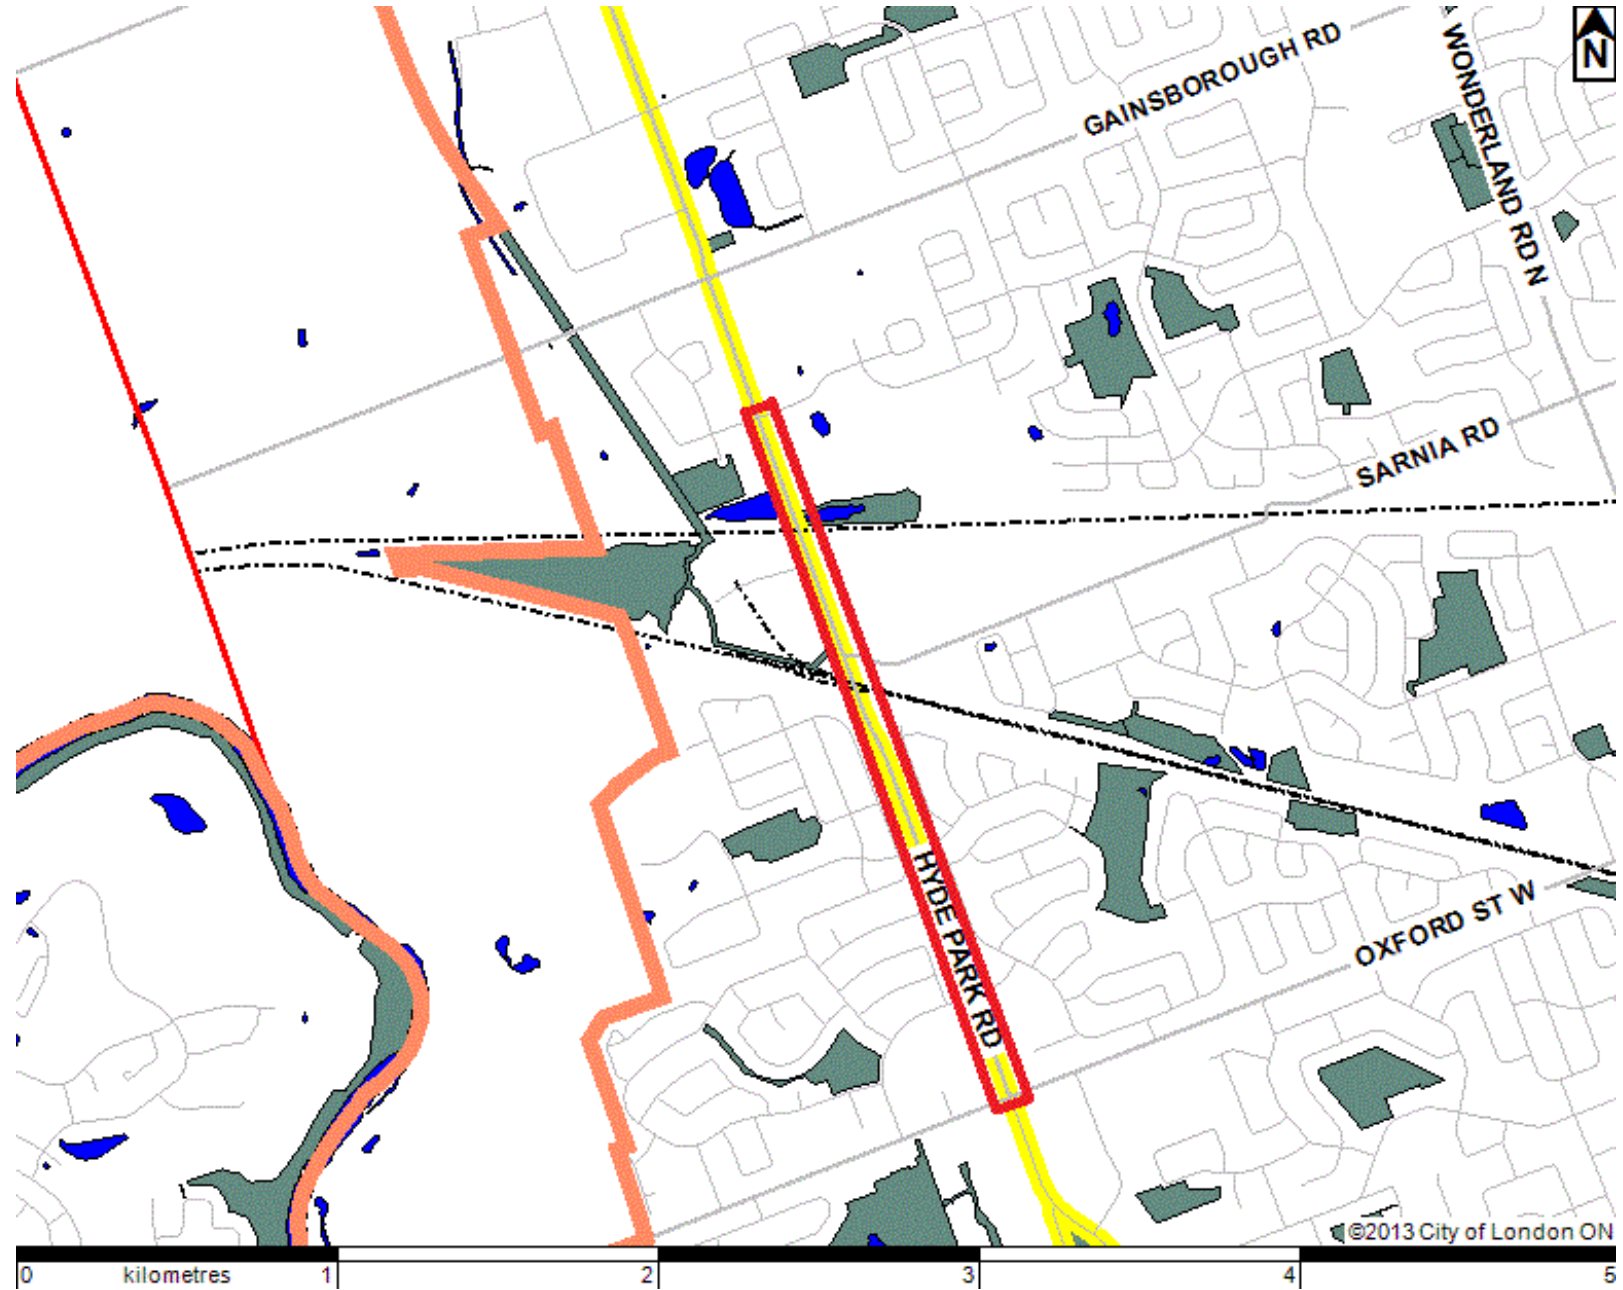 N
GAINSBOROUGH RD
WONDERLAND RD N
SARNIA RD
HYDE PARK RD
OXFORD ST W
©2013 City of London ON
0 kilometres 1 2 3 4 5